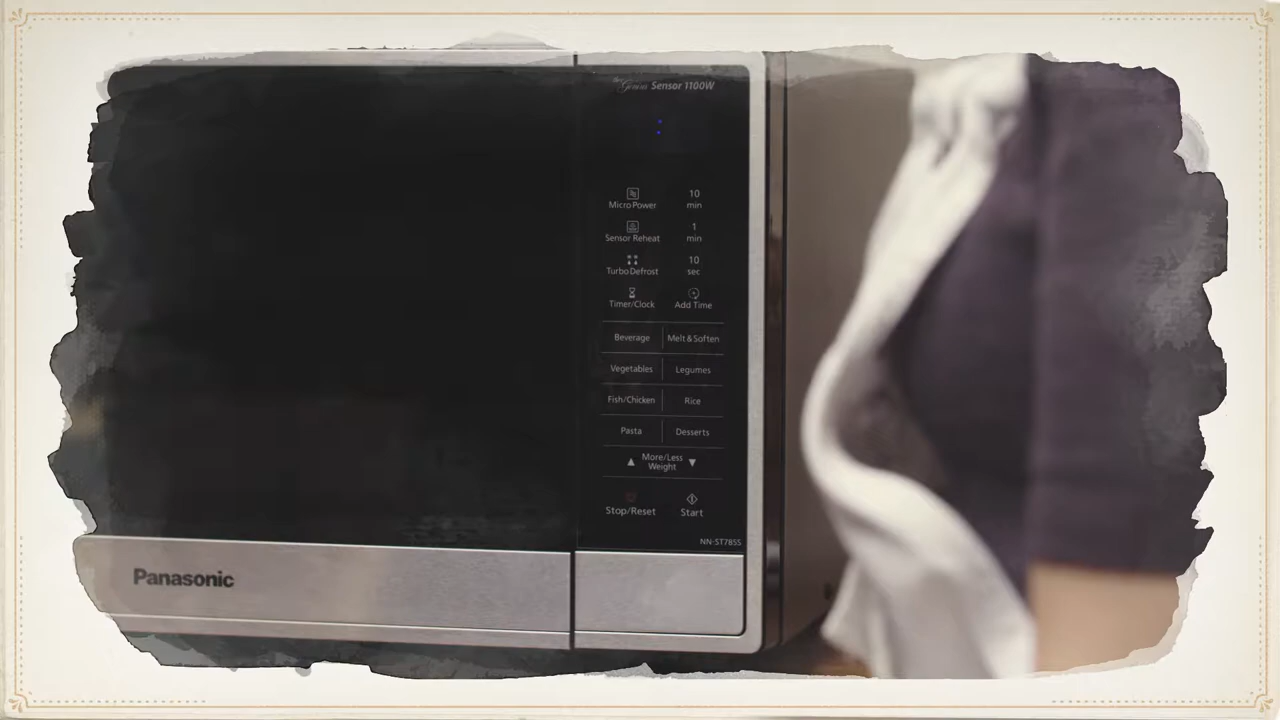 the Genius Sensor 1100W
:
Micro Power 10 min
Sensor Reheat 1 min
Turbo Defrost 10 sec
Timer/Clock Add Time
Beverage Melt & Soften
Vegetables Legumes
Fish/Chicken Rice
Pasta Desserts
▲ More/Less Weight ▼
Stop/Reset Start
NN-ST785S
Panasonic